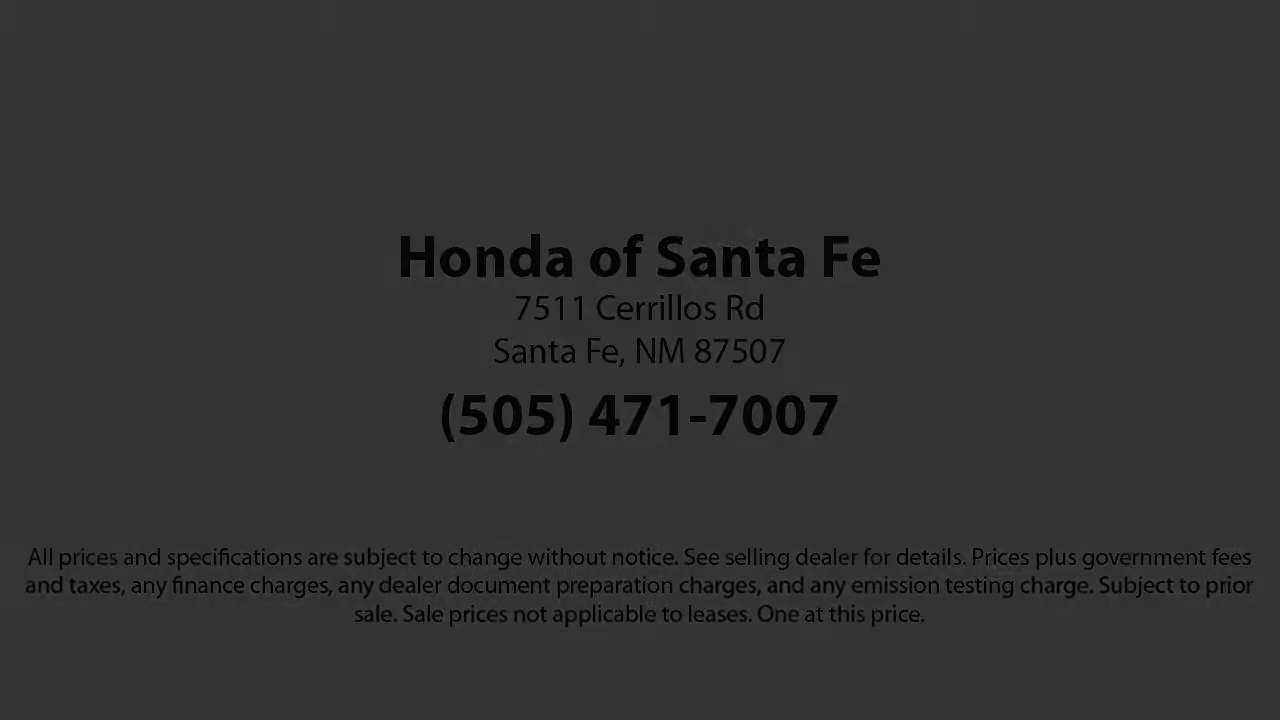 Honda of Santa Fe
7511 Cerrillos Rd
Santa Fe, NM 87507
(505) 471-7007
All prices and specifications are subject to change without notice. See selling dealer for details. Prices plus government fees
and taxes, any finance charges, any dealer document preparation charges, and any emission testing charge. Subject to prior
sale. Sale prices not applicable to leases. One at this price.